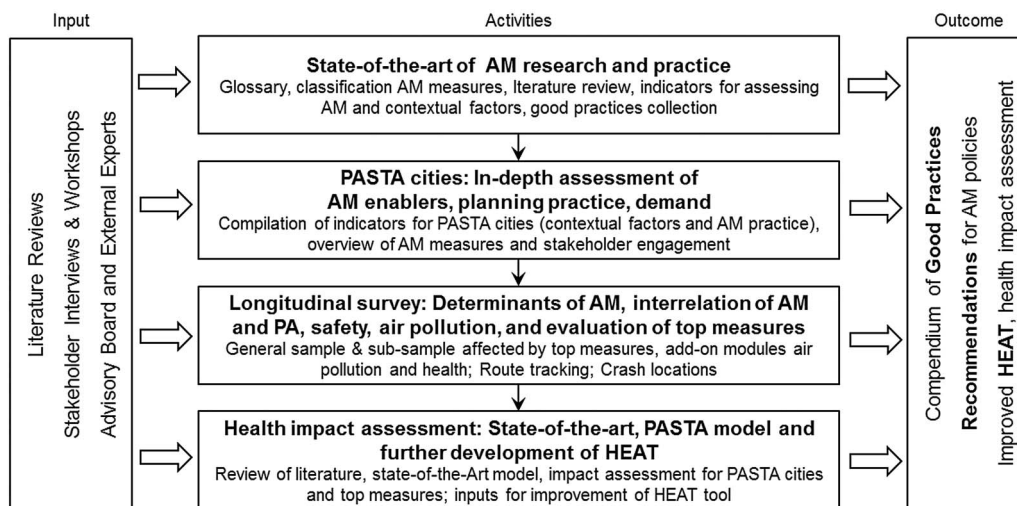 Input
Activities
Outcome
Literature Reviews
Stakeholder Interviews & Workshops
Advisory Board and External Experts
State-of-the-art of AM research and practice
Glossary, classification AM measures, literature review, indicators for assessing
AM and contextual factors, good practices collection
PASTA cities: In-depth assessment of
AM enablers, planning practice, demand
Compilation of indicators for PASTA cities (contextual factors and AM practice),
overview of AM measures and stakeholder engagement
Longitudinal survey: Determinants of AM, interrelation of AM
and PA, safety, air pollution, and evaluation of top measures
General sample & sub-sample affected by top measures, add-on modules air
pollution and health; Route tracking; Crash locations
Health impact assessment: State-of-the-art, PASTA model and
further development of HEAT
Review of literature, state-of-the-Art model, impact assessment for PASTA cities
and top measures; inputs for improvement of HEAT tool
Compendium of Good Practices
Recommendations for AM policies
Improved HEAT, health impact assessment